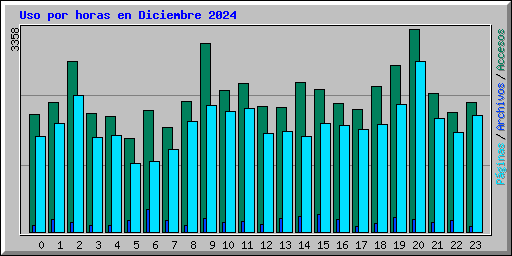 Uso por horas en Diciembre 2024
3358
Páginas / Archivos / Accesos
0 1 2 3 4 5 6 7 8 9 10 11 12 13 14 15 16 17 18 19 20 21 22 23